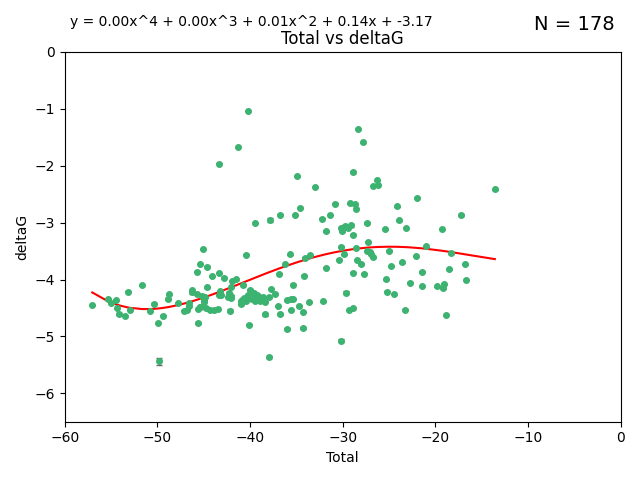 y = 0.00x^4 + 0.00x^3 + 0.01x^2 + 0.14x + -3.17
N = 178
Total vs deltaG
0
−1
−2
−3
−4
−5
−6
deltaG
−60 −50 −40 −30 −20 −10 0
Total